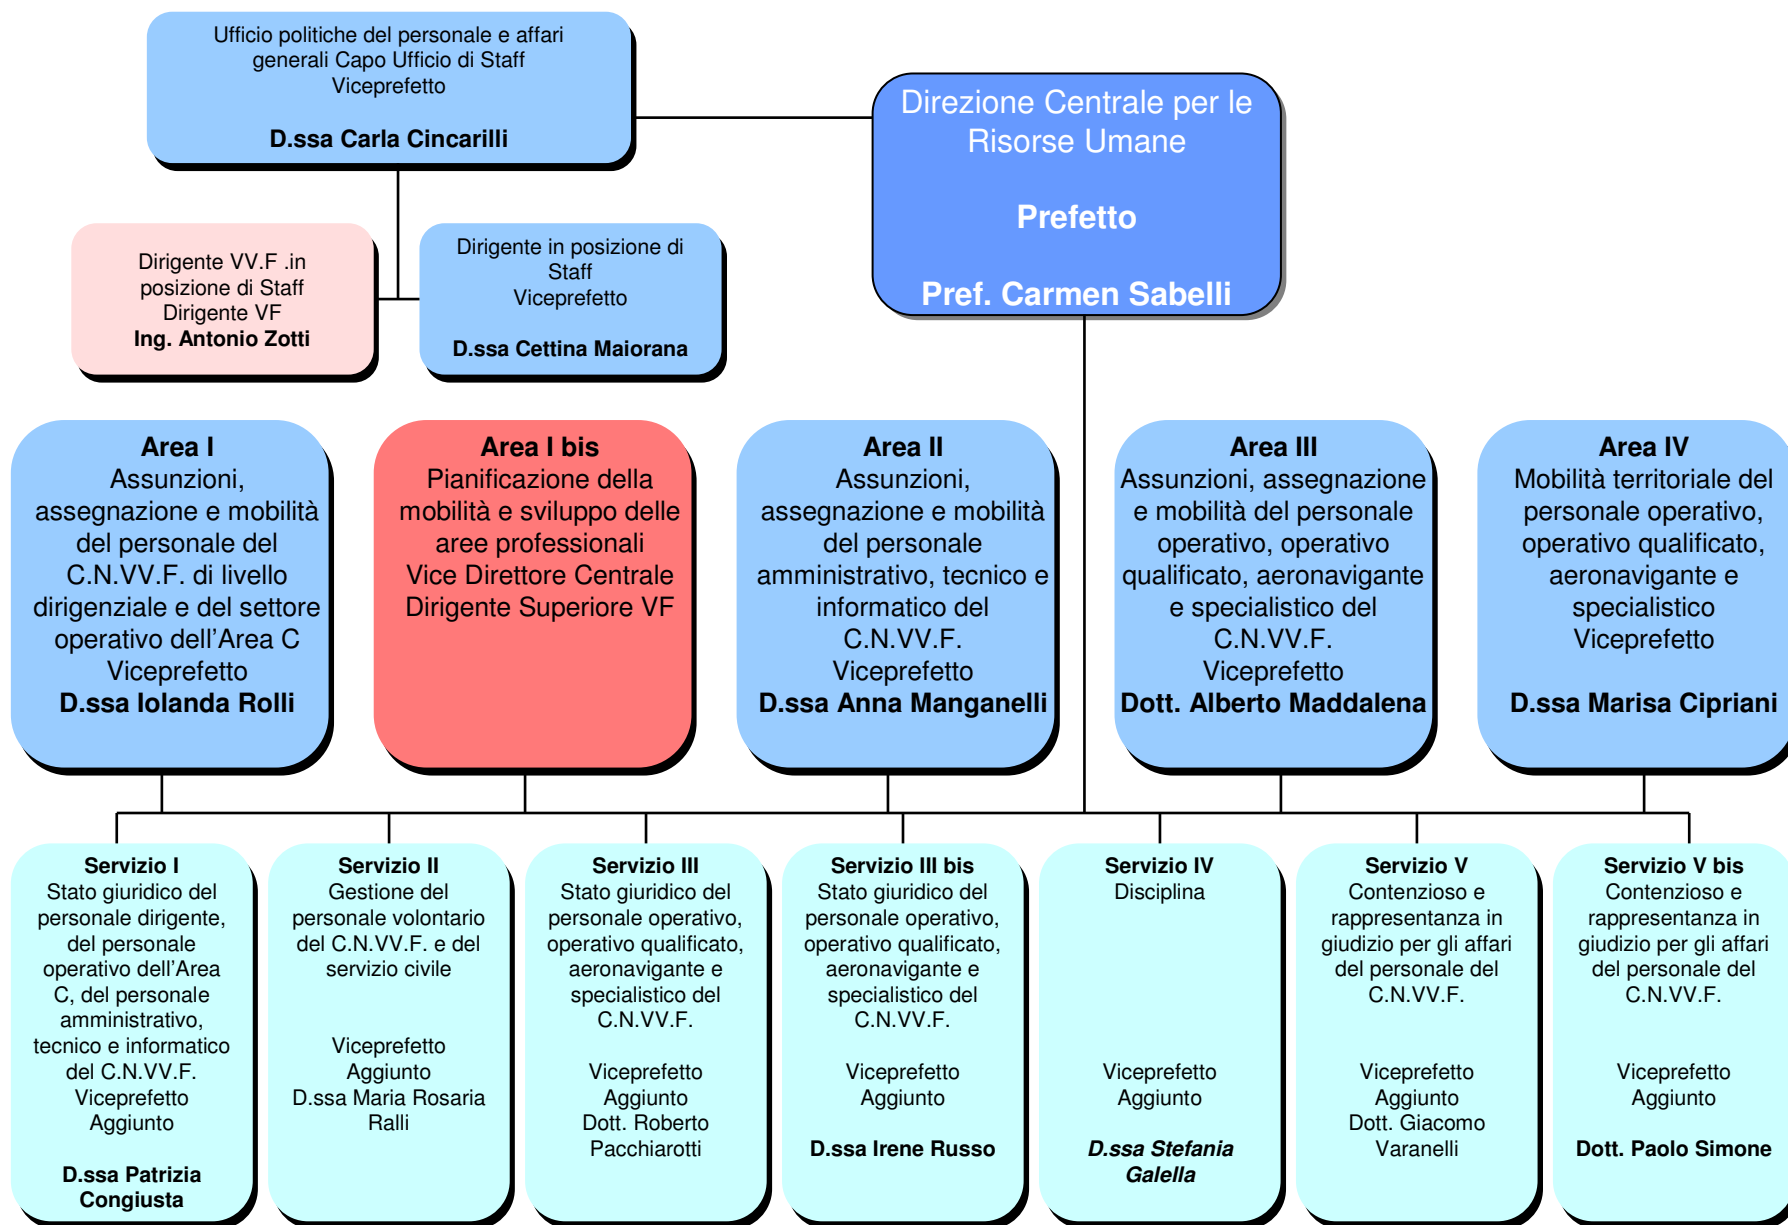 Ufficio politiche del personale e affari
generali Capo Ufficio di Staff
Viceprefetto
D.ssa Carla Cincarilli
Direzione Centrale per le
Risorse Umane
Prefetto
Pref. Carmen Sabelli
Dirigente VV.F .in
posizione di Staff
Dirigente VF
Ing. Antonio Zotti
Dirigente in posizione di
Staff
Viceprefetto
D.ssa Cettina Maiorana
Area I
Assunzioni,
assegnazione e mobilità
del personale del
C.N.VV.F. di livello
dirigenziale e del settore
operativo dell'Area C
Viceprefetto
D.ssa Iolanda Rolli
Area I bis
Pianificazione della
mobilità e sviluppo delle
aree professionali
Vice Direttore Centrale
Dirigente Superiore VF
Area II
Assunzioni,
assegnazione e mobilità
del personale
amministrativo, tecnico e
informatico del
C.N.VV.F.
Viceprefetto
D.ssa Anna Manganelli
Area III
Assunzioni, assegnazione
e mobilità del personale
operativo, operativo
qualificato, aeronavigante
e specialistico del
C.N.VV.F.
Viceprefetto
Dott. Alberto Maddalena
Area IV
Mobilità territoriale del
personale operativo,
operativo qualificato,
aeronavigante e
specialistico
Viceprefetto
D.ssa Marisa Cipriani
Servizio I
Stato giuridico del
personale dirigente,
del personale
operativo dell'Area
C, del personale
amministrativo,
tecnico e informatico
del C.N.VV.F.
Viceprefetto
Aggiunto
D.ssa Patrizia
Congiusta
Servizio II
Gestione del
personale volontario
del C.N.VV.F. e del
servizio civile
Viceprefetto
Aggiunto
D.ssa Maria Rosaria
Ralli
Servizio III
Stato giuridico del
personale operativo,
operativo qualificato,
aeronavigante e
specialistico del
C.N.VV.F.
Viceprefetto
Aggiunto
Dott. Roberto
Pacchiarotti
Servizio III bis
Stato giuridico del
personale operativo,
operativo qualificato,
aeronavigante e
specialistico del
C.N.VV.F.
Viceprefetto
Aggiunto
D.ssa Irene Russo
Servizio IV
Disciplina
Viceprefetto
Aggiunto
D.ssa Stefania
Galella
Servizio V
Contenzioso e
rappresentanza in
giudizio per gli affari
del personale del
C.N.VV.F.
Viceprefetto
Aggiunto
Dott. Giacomo
Varanelli
Servizio V bis
Contenzioso e
rappresentanza in
giudizio per gli affari
del personale del
C.N.VV.F.
Viceprefetto
Aggiunto
Dott. Paolo Simone